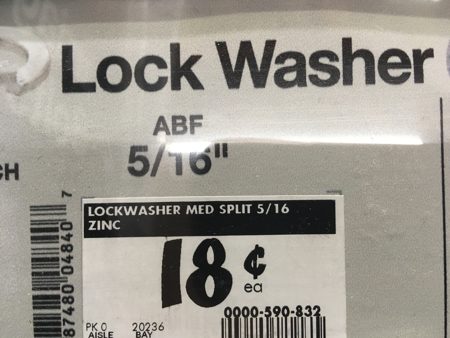 Lock Washer
ABF
5/16"
CH
LOCKWASHER MED SPLIT 5/16
ZINC
18 ¢
ea
0000-590-832
PK 0 20236
AISLE BAY
87480 04840 7